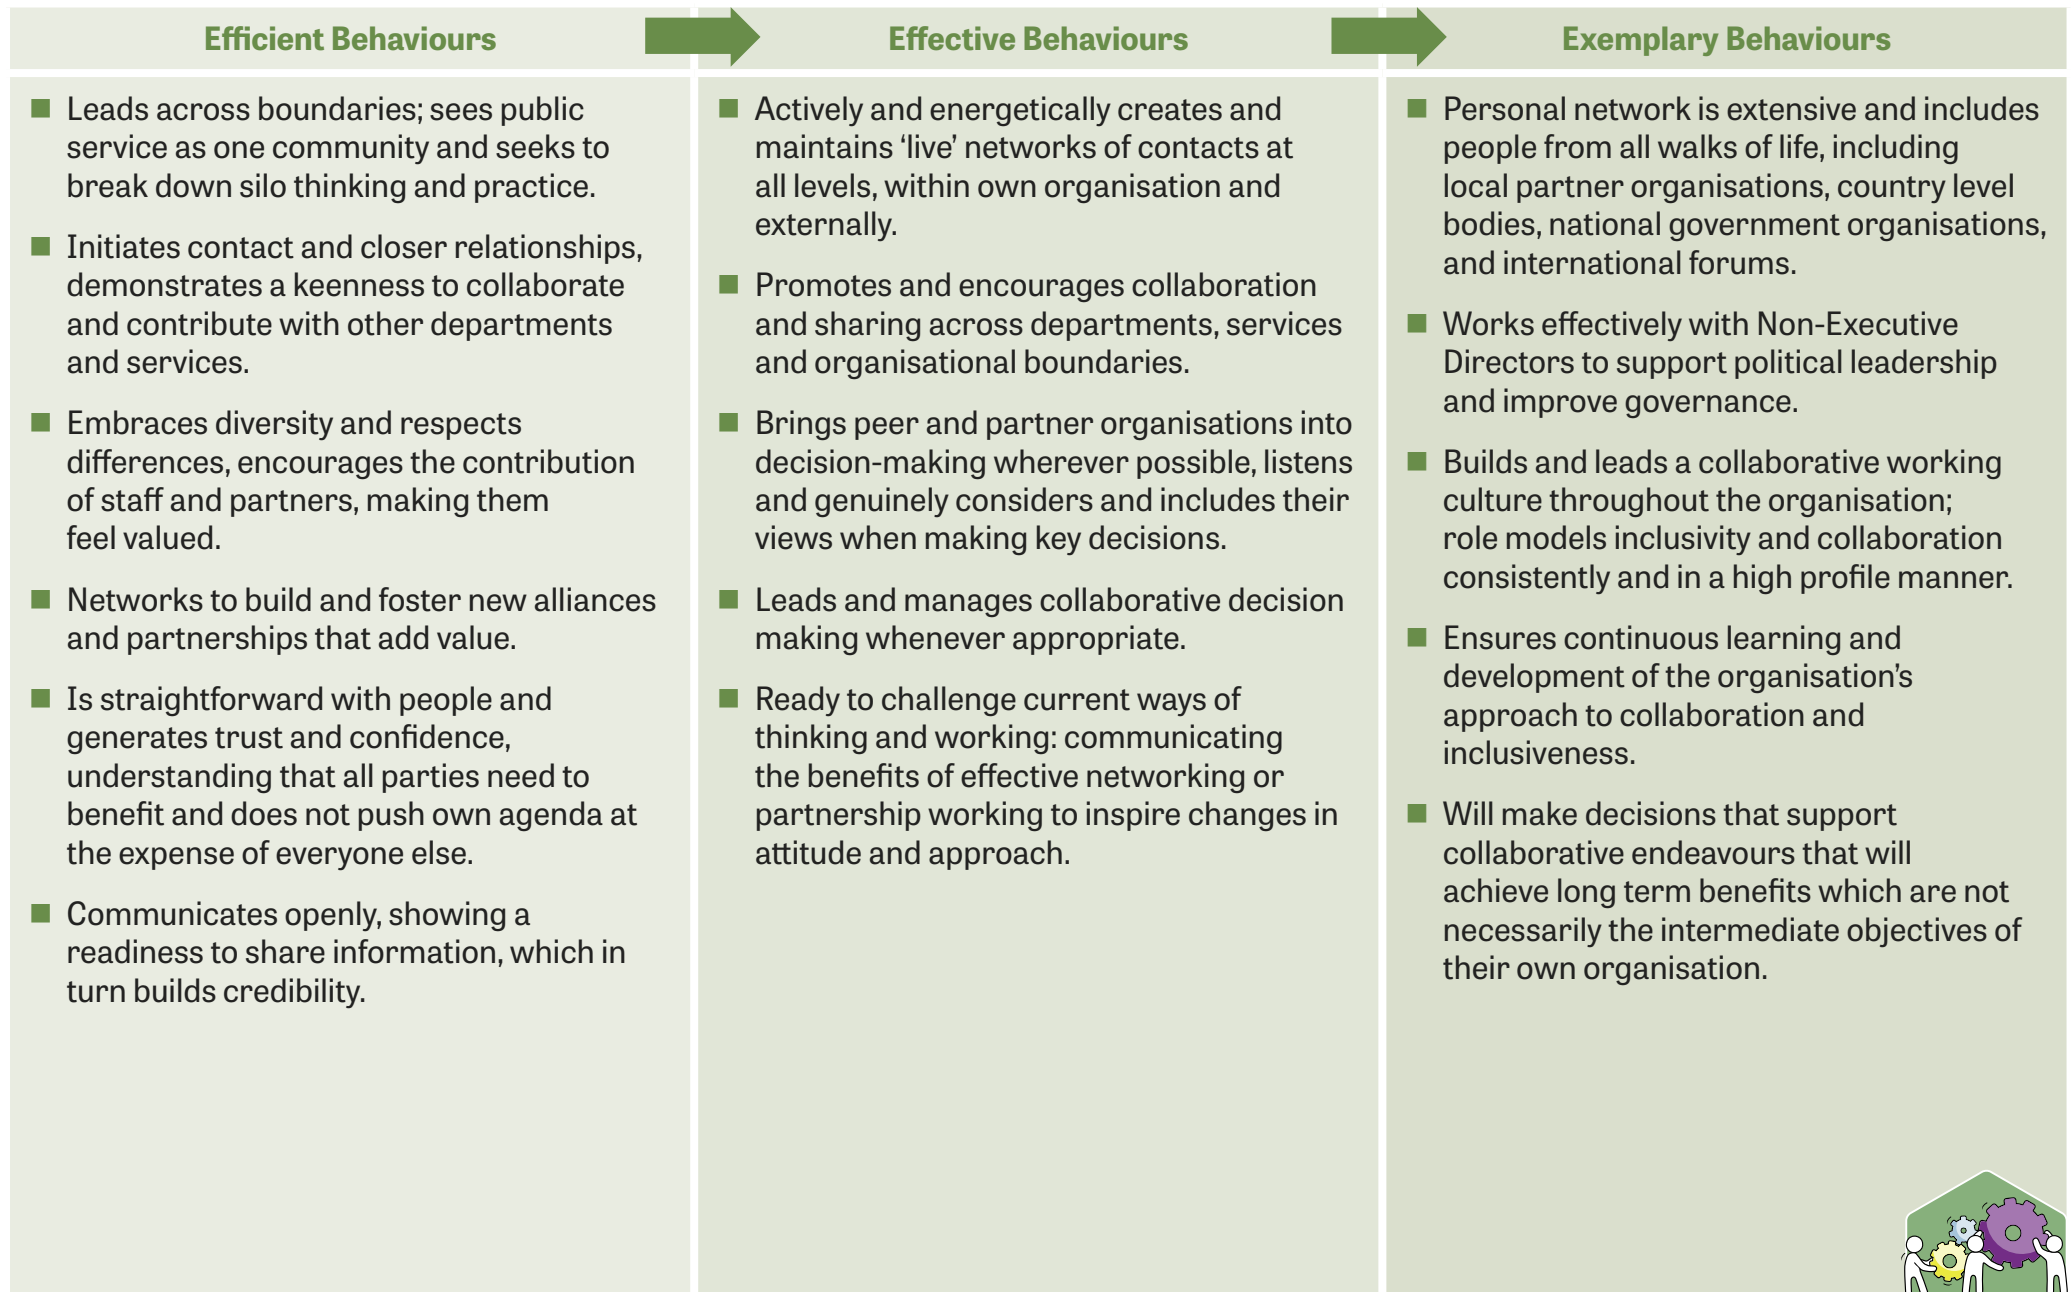 Efficient Behaviours
Effective Behaviours
Exemplary Behaviours
Leads across boundaries; sees public
service as one community and seeks to
break down silo thinking and practice.
Initiates contact and closer relationships,
demonstrates a keenness to collaborate
and contribute with other departments
and services.
Embraces diversity and respects
differences, encourages the contribution
of staff and partners, making them
feel valued.
Networks to build and foster new alliances
and partnerships that add value.
Is straightforward with people and
generates trust and confidence,
understanding that all parties need to
benefit and does not push own agenda at
the expense of everyone else.
Communicates openly, showing a
readiness to share information, which in
turn builds credibility.
Actively and energetically creates and
maintains ‘live’ networks of contacts at
all levels, within own organisation and
externally.
Promotes and encourages collaboration
and sharing across departments, services
and organisational boundaries.
Brings peer and partner organisations into
decision-making wherever possible, listens
and genuinely considers and includes their
views when making key decisions.
Leads and manages collaborative decision
making whenever appropriate.
Ready to challenge current ways of
thinking and working: communicating
the benefits of effective networking or
partnership working to inspire changes in
attitude and approach.
Personal network is extensive and includes
people from all walks of life, including
local partner organisations, country level
bodies, national government organisations,
and international forums.
Works effectively with Non-Executive
Directors to support political leadership
and improve governance.
Builds and leads a collaborative working
culture throughout the organisation;
role models inclusivity and collaboration
consistently and in a high profile manner.
Ensures continuous learning and
development of the organisation’s
approach to collaboration and
inclusiveness.
Will make decisions that support
collaborative endeavours that will
achieve long term benefits which are not
necessarily the intermediate objectives of
their own organisation.